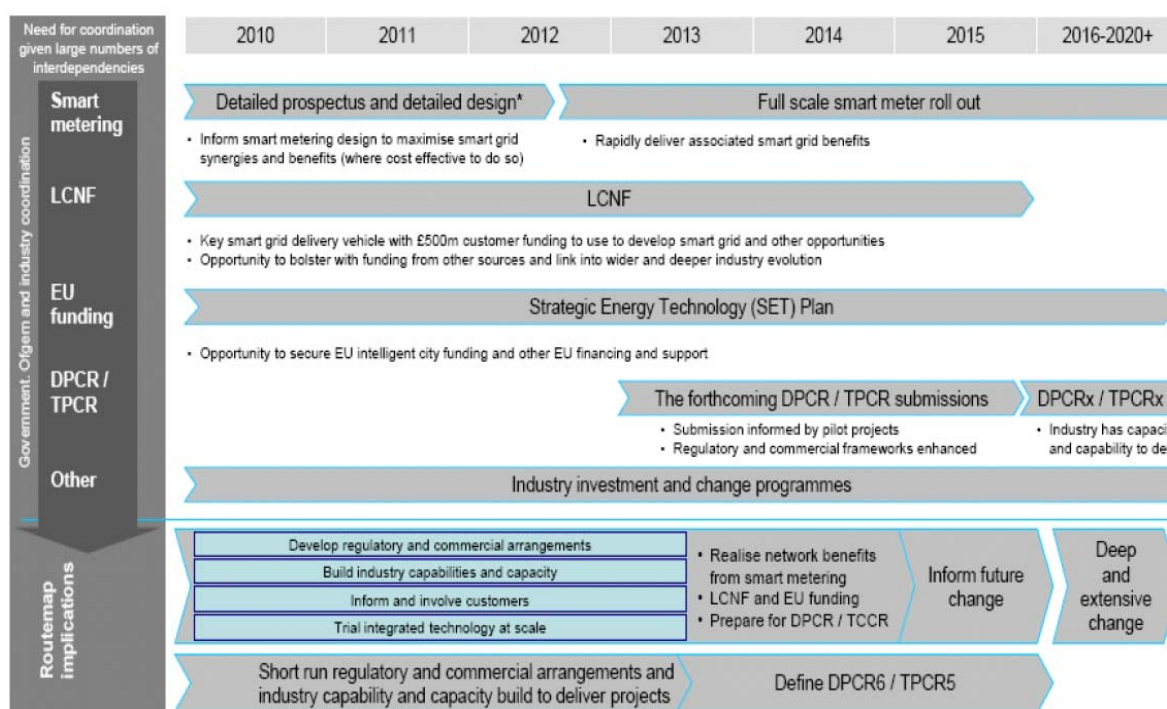 Need for coordination
given large numbers of
interdependencies
2010
2011
2012
2013
2014
2015
2016-2020+
Government. Ofgem and industry coordination
Smart
metering
Detailed prospectus and detailed design*
Full scale smart meter roll out
• Inform smart metering design to maximise smart grid
synergies and benefits (where cost effective to do so)
• Rapidly deliver associated smart grid benefits
LCNF
LCNF
• Key smart grid delivery vehicle with £500m customer funding to use to develop smart grid and other opportunities
• Opportunity to bolster with funding from other sources and link into wider and deeper industry evolution
EU
funding
Strategic Energy Technology (SET) Plan
• Opportunity to secure EU intelligent city funding and other EU financing and support
DPCR /
TPCR
The forthcoming DPCR / TPCR submissions
DPCRx / TPCRx
• Submission informed by pilot projects
• Regulatory and commercial frameworks enhanced
• Industry has capaci
and capability to de
Other
Industry investment and change programmes
Routemap
implications
Develop regulatory and commercial arrangements
Build industry capabilities and capacity
Inform and involve customers
Trial integrated technology at scale
• Realise network benefits
from smart metering
• LCNF and EU funding
• Prepare for DPCR / TCCR
Inform future
change
Deep
and
extensive
change
Short run regulatory and commercial arrangements and
industry capability and capacity build to deliver projects
Define DPCR6 / TPCR5